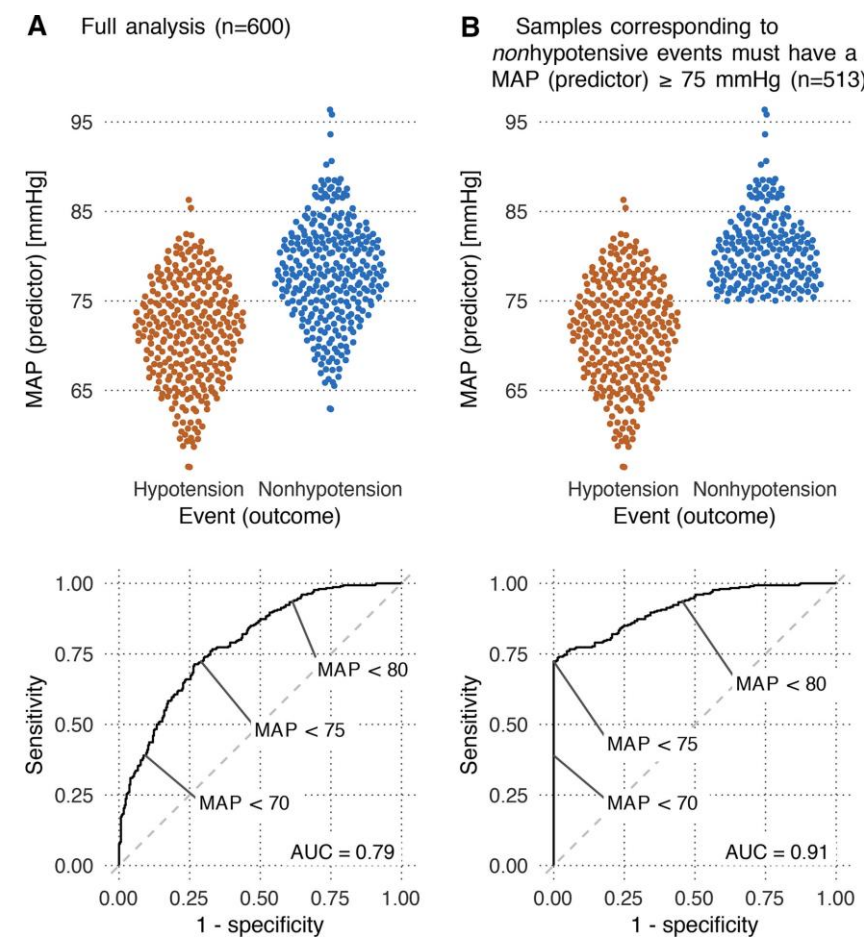 A Full analysis (n=600)
95
85
75
65
MAP (predictor) [mmHg]
Hypotension Nonhypotension
Event (outcome)
1.00
0.75
0.50
0.25
0.00
Sensitivity
MAP < 80
MAP < 75
MAP < 70
AUC = 0.79
0.00 0.25 0.50 0.75 1.00
1 - specificity
B Samples corresponding to
nonhypotensive events must have a
MAP (predictor) ≥ 75 mmHg (n=513)
95
85
75
65
MAP (predictor) [mmHg]
Hypotension Nonhypotension
Event (outcome)
1.00
0.75
0.50
0.25
0.00
Sensitivity
MAP < 80
MAP < 75
MAP < 70
AUC = 0.91
0.00 0.25 0.50 0.75 1.00
1 - specificity